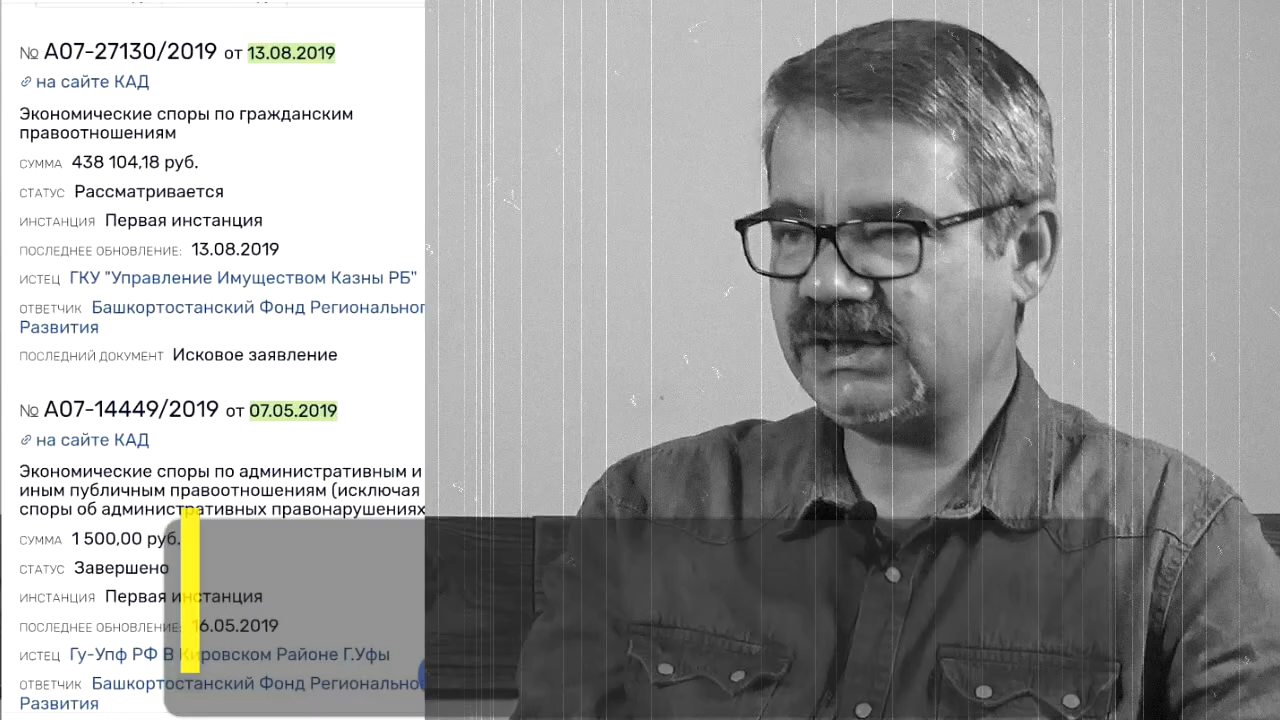 № А07-27130/2019 от 13.08.2019
на сайте КАД
Экономические споры по гражданским
правоотношениям
СУММА 438 104,18 руб.
СТАТУС Рассматривается
ИНСТАНЦИЯ Первая инстанция
ПОСЛЕДНЕЕ ОБНОВЛЕНИЕ: 13.08.2019
ИСТЕЦ ГКУ "Управление Имуществом Казны РБ"
ОТВЕТЧИК Башкортостанский Фонд Регионально
Развития
ПОСЛЕДНИЙ ДОКУМЕНТ Исковое заявление
№ А07-14449/2019 от 07.05.2019
на сайте КАД
Экономические споры по административным и
иным публичным правоотношениям (исключая
споры об административных правонарушениях
СУММА 1 500,00 руб.
СТАТУС Завершено
ИНСТАНЦИЯ Первая инстанция
ПОСЛЕДНЕЕ ОБНОВЛЕНИЕ: 16.05.2019
ИСТЕЦ Гу-Упф РФ В Кировском Районе Г.Уфы
ОТВЕТЧИК Башкортостанский Фонд Регионально
Развития